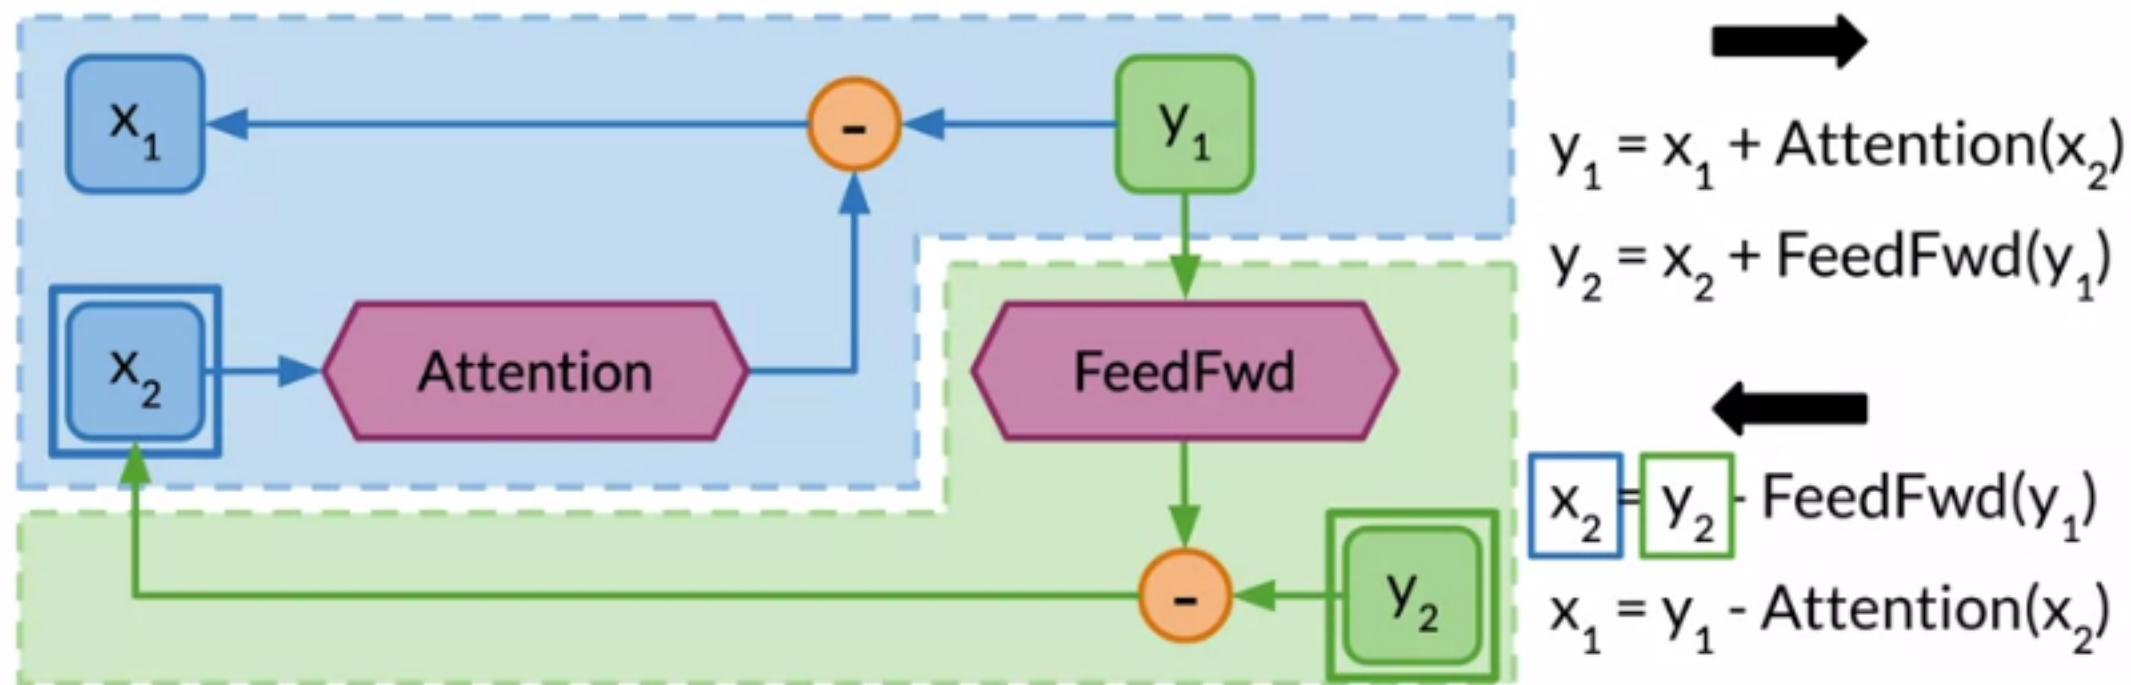 x₁
-
y₁
x₂
Attention
FeedFwd
-
y₂
y₁ = x₁ + Attention(x₂)
y₂ = x₂ + FeedFwd(y₁)
x₂ = y₂ - FeedFwd(y₁)
x₁ = y₁ - Attention(x₂)